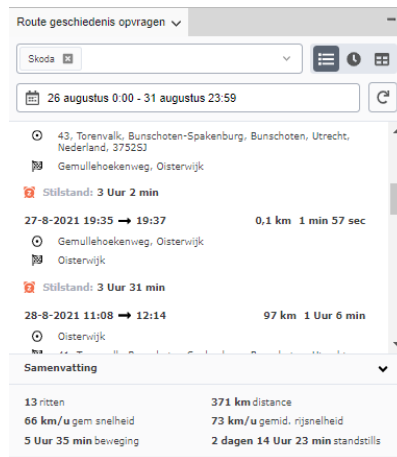 Route geschiedenis opvragen
Skoda
26 augustus 0:00 - 31 augustus 23:59
43, Torenvalk, Bunschoten-Spakenburg, Bunschoten, Utrecht,
Nederland, 3752SJ
Gemullehoekenweg, Oisterwijk
Stilstand: 3 Uur 2 min
27-8-2021 19:35 → 19:37 0,1 km 1 min 57 sec
Gemullehoekenweg, Oisterwijk
Oisterwijk
Stilstand: 3 Uur 31 min
28-8-2021 11:08 → 12:14 97 km 1 Uur 6 min
Oisterwijk
Samenvatting
13 ritten 371 km distance
66 km/u gem snelheid 73 km/u gemid. rijsnelheid
5 Uur 35 min beweging 2 dagen 14 Uur 23 min standstills